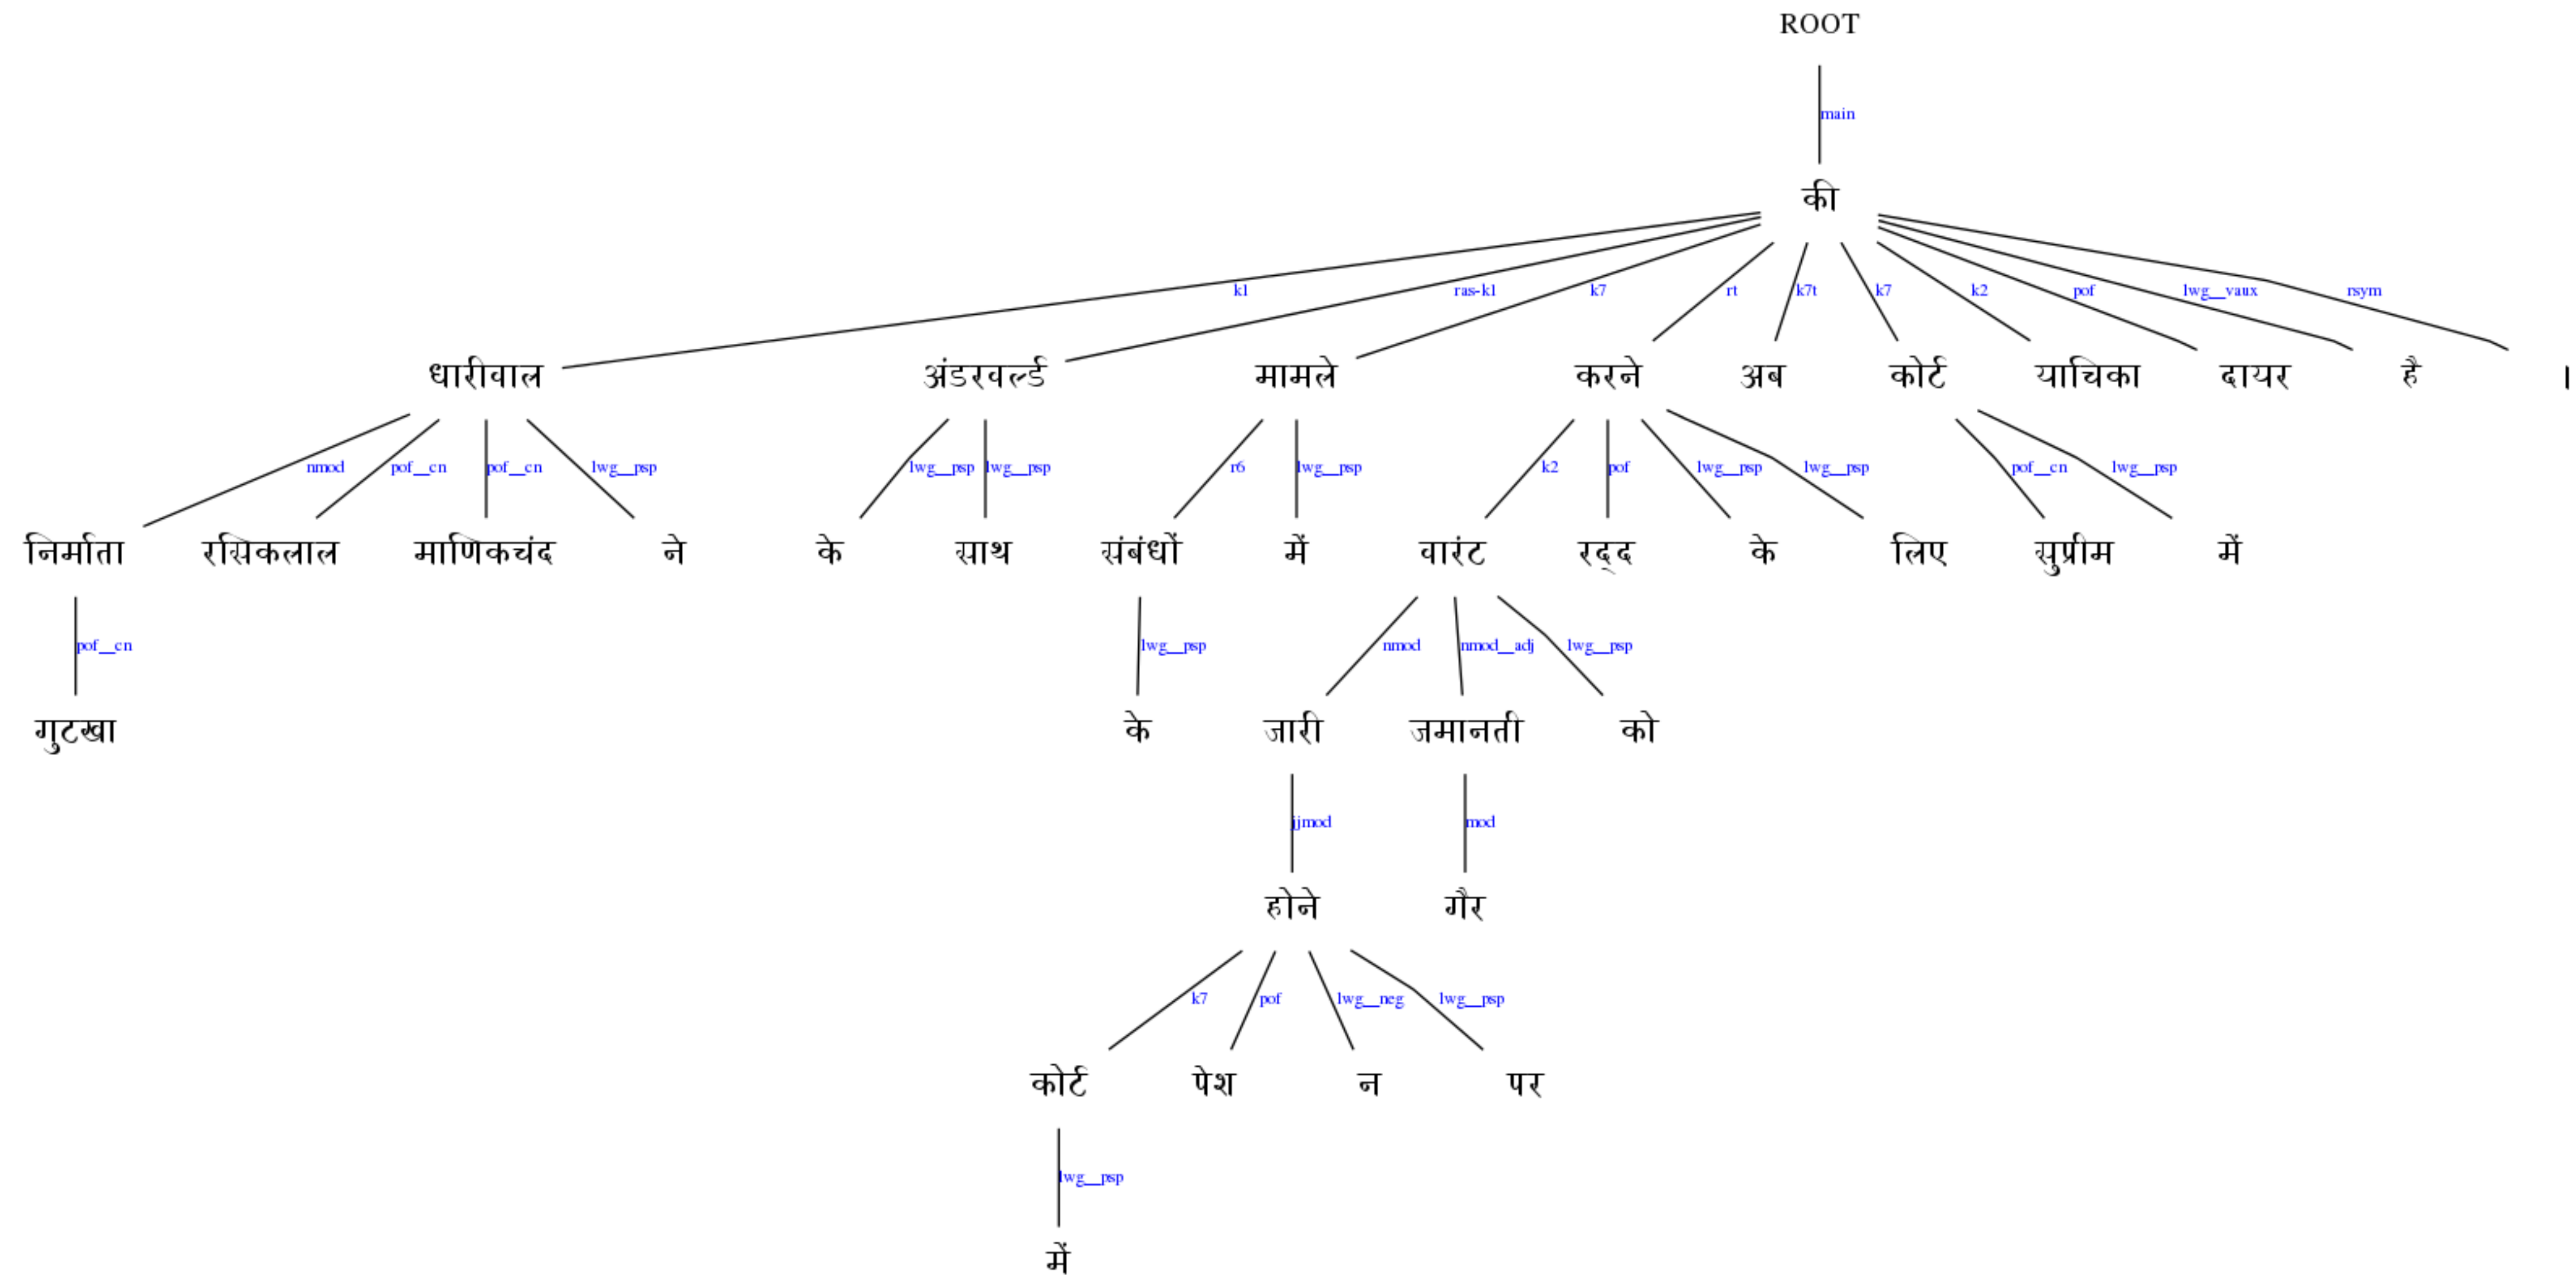 ROOT
main
की
k1 ras-k1 k7 rt k7t k7 k2 pof lwg__vaux rsym
धारीवाल अंडरवर्ल्ड मामले करने अब कोर्ट याचिका दायर है ।
nmod pof__cn pof__cn lwg__psp lwg__psp lwg__psp r6 lwg__psp k2 pof lwg__psp lwg__psp pof__cn lwg__psp
निर्माता रसिकलाल माणिकचंद ने के साथ संबंधों में वारंट रद्द के लिए सुप्रीम में
pof__cn lwg__psp nmod nmod__adj lwg__psp
गुटखा के जारी जमानती को
jjmod mod
होने गैर
k7 pof lwg__neg lwg__psp
कोर्ट पेश न पर
lwg__psp
में